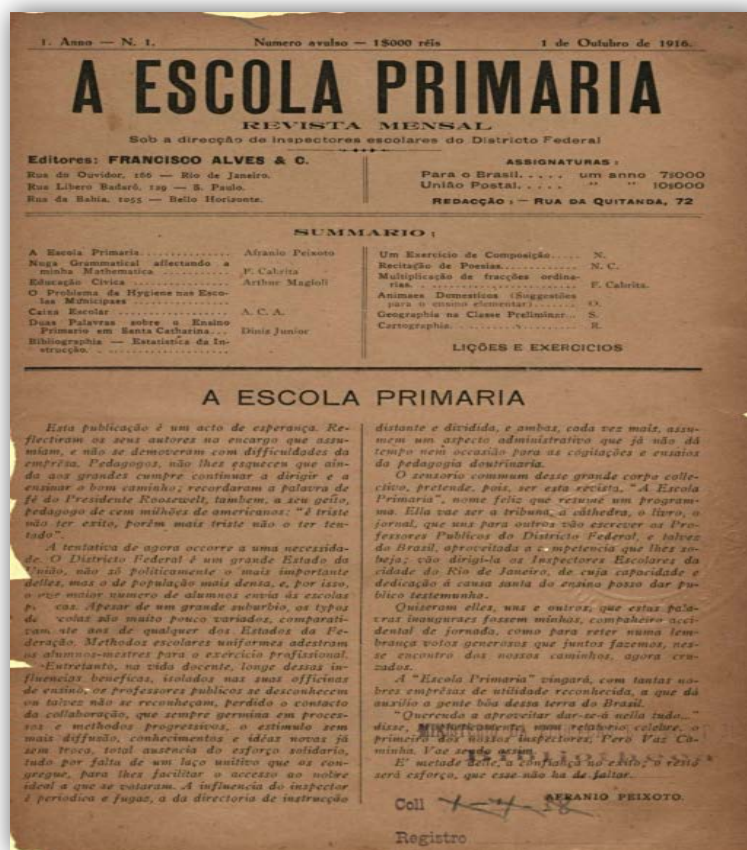 1. Anno — N. 1.
Numero avulso — 1$000 réis
1 de Outubro de 1916.
A ESCOLA PRIMARIA
REVISTA MENSAL
Sob a direcção de Inspectores escolares do Districto Federal
Editores: FRANCISCO ALVES & C.
Rua do Ouvidor, 166 — Rio de Janeiro.
Rua Libero Badaró, 129 — S. Paulo.
Rua da Bahia, 1055 — Bello Horizonte.
ASSIGNATURAS :
Para o Brasil..... um anno 7$000
União Postal..... " " 10$000
REDACÇÃO : — RUA DA QUITANDA, 72
SUMMARIO :
A Escola Primaria.................... Afranio Peixoto
Nuga Grammatical affectando a
minha Mathematica .............. F. Cabrita
Educação Civica..................... Arthur Magioli
O Problema da Hygiene nas Esco-
las Municipaes
Caixa Escolar ................... A. C. A.
Duas Palavras sobre o Ensino
Primario em Santa Catharina... Diniz Junior
Bibliographia — Estatistica da In-
strucção.
Um Exercicio de Composição..... N.
Recitação de Poesias............ N. C.
Multiplicação de fracções ordina-
rias. ........................... F. Cabrita.
Animaes Domesticos (Suggestões
para o ensino elementar) .. O.
Geographia na Classe Preliminar... S.
Cartographia. R.
LIÇÕES E EXERCICIOS
A ESCOLA PRIMARIA
Esta publicação é um acto de esperança. Re-
flectiram os seus autores no encargo que assu-
miam, e não se demoveram com difficuldades da
emprêsa. Pedagogos, não lhes esqueceu que ain-
da aos grandes cumpre continuar a dirigir e a
ensinar o bom caminho; recordaram a palavra de
fé do Presidente Roosevelt, tambem, a seu geito,
pedagogo de cem milhões de americanos: "é triste
não ter exito, porém mais triste não o ter ten-
tado".
A tentativa de agora occorre a uma necessida-
de. O Districto Federal é um grande Estado da
União, não só politicamente o mais importante
delles, mas o de população mais densa, e, por isso,
o que maior numero de alumnos envia ás escolas
cas. Apesar de um grande suburbio, os typos
de colas são muito pouco variados, comparati-
vamente aos de qualquer dos Estados da Fe-
deração. Methodos escolares uniformes adestram
os alumnos-mestres para o exercicio profissional.
Entretanto, na vida docente, longe dessas in-
fluencias beneficas, isolados nas suas officinas
de ensino, or professores publicos se desconhecem
ou talvez não se reconheçam, perdido o contacto
da collaboração, que sempre germina em proces-
sos e methodos progressivos, o estimulo sem
mais diffusão, conhecimentos e idéas novas já
sem troca, total ausencia do esforço solidario,
tudo por falta de um laço unitivo que os con-
gregue, para lhes facilitar o accesso ao nobre
ideal a que se votaram. A influencia do inspector
é periodica e fugaz, a da directoria de instrucção
distante e dividida, e ambas, cada vez mais, assu-
mem um aspecto administrativo que já não dá
tempo nem occasião para as cogitações e ensaios
da pedagogia doutrinaria.
O sensorio commum desse grande corpo colle-
ctivo, pretende, pois, ser esta revista, "A Escola
Primaria", nome feliz que resume um program-
ma. Ella vae ser a tribuna, a cáthedra, o livro, o
jornal, que uns para outros vão escrever os Pro-
fessores Publicos do Districto Federal, e talvez
do Brasil, aproveitada a competencia que lhes so-
beja; vão dirigil-a os Inspectores Escolares da
cidade do Rio de Janeiro, de cuja capacidade e
dedicação á causa santa do ensino posso dar pu-
blico testemunho.
Quiseram elles, uns e outros, que estas pala-
vras inauguraes fossem minhas, companheiro acci-
dental de jornada, como para reter numa lem-
brança votos generosos que juntos fazemos, nes-
se encontro dos nossos caminhos, agora cru-
zados.
A "Escola Primaria" vingará, com tantas no-
bres emprêsas de utilidade reconhecida, a que dá
auxilio a gente bôa dessa terra do Brasil.
"Querendo a aproveitar dar-se-á nella tudo..."
disse, num relatorio celebre, o
primeiro dos nossos inspectores, Pero Vaz Ca-
minha. Vae sendo assim.
E' metade delle, a confiança no exito; o resto
será esforço, que esse não ha de faltar.
AFRANIO PEIXOTO.
Coll
Registro